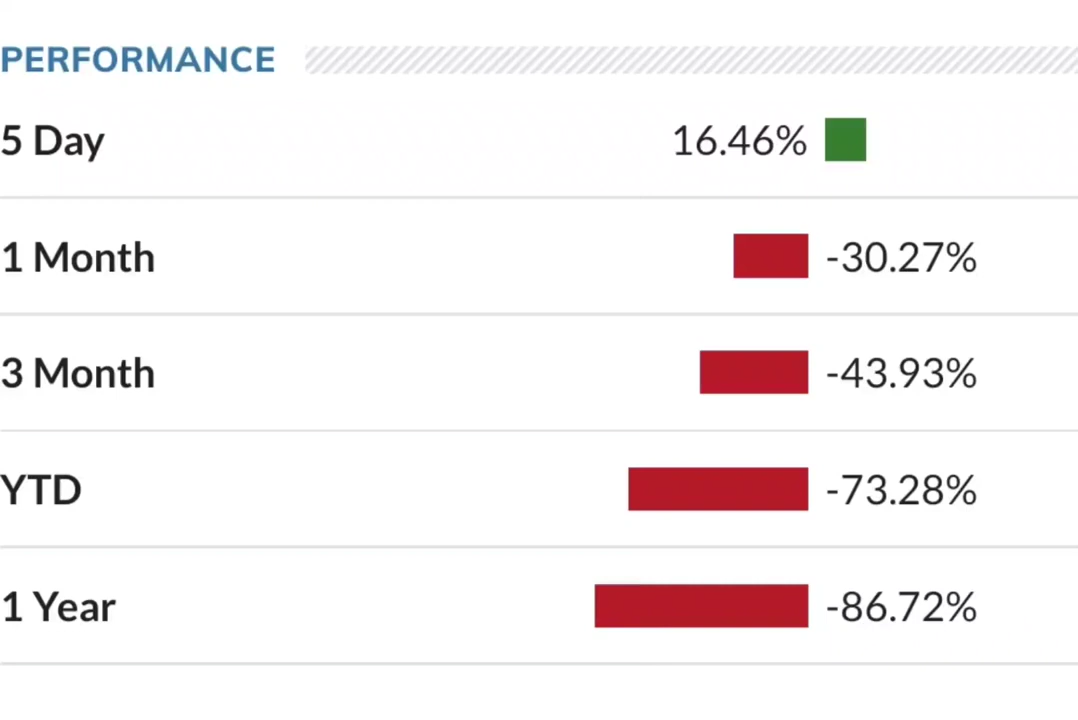 PERFORMANCE
5 Day 16.46%
1 Month -30.27%
3 Month -43.93%
YTD -73.28%
1 Year -86.72%